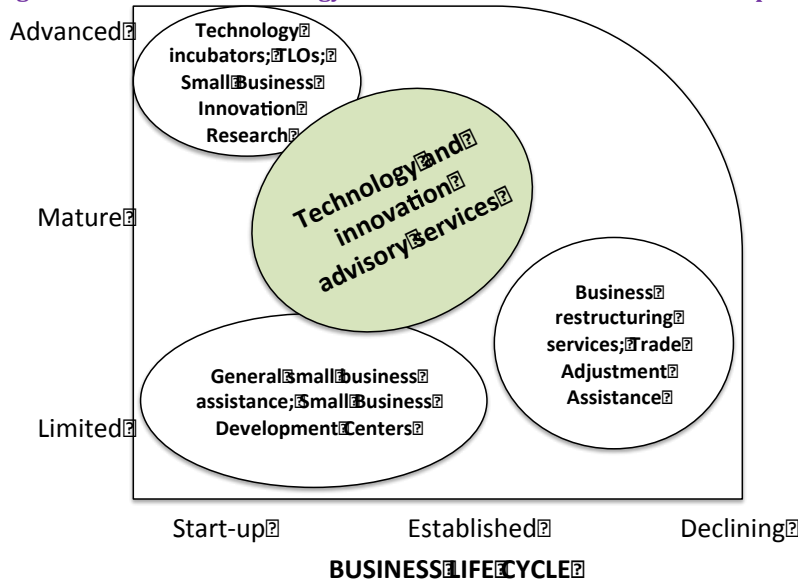 Advanced
Technology
incubators; TLOs;
Small Business
Innovation
Research
Technology and
innovation
advisory services
Mature
Business
restructuring
services; Trade
Adjustment
Assistance
General small business
assistance; Small Business
Development Centers
Limited
Start-up Established Declining
BUSINESS LIFE CYCLE